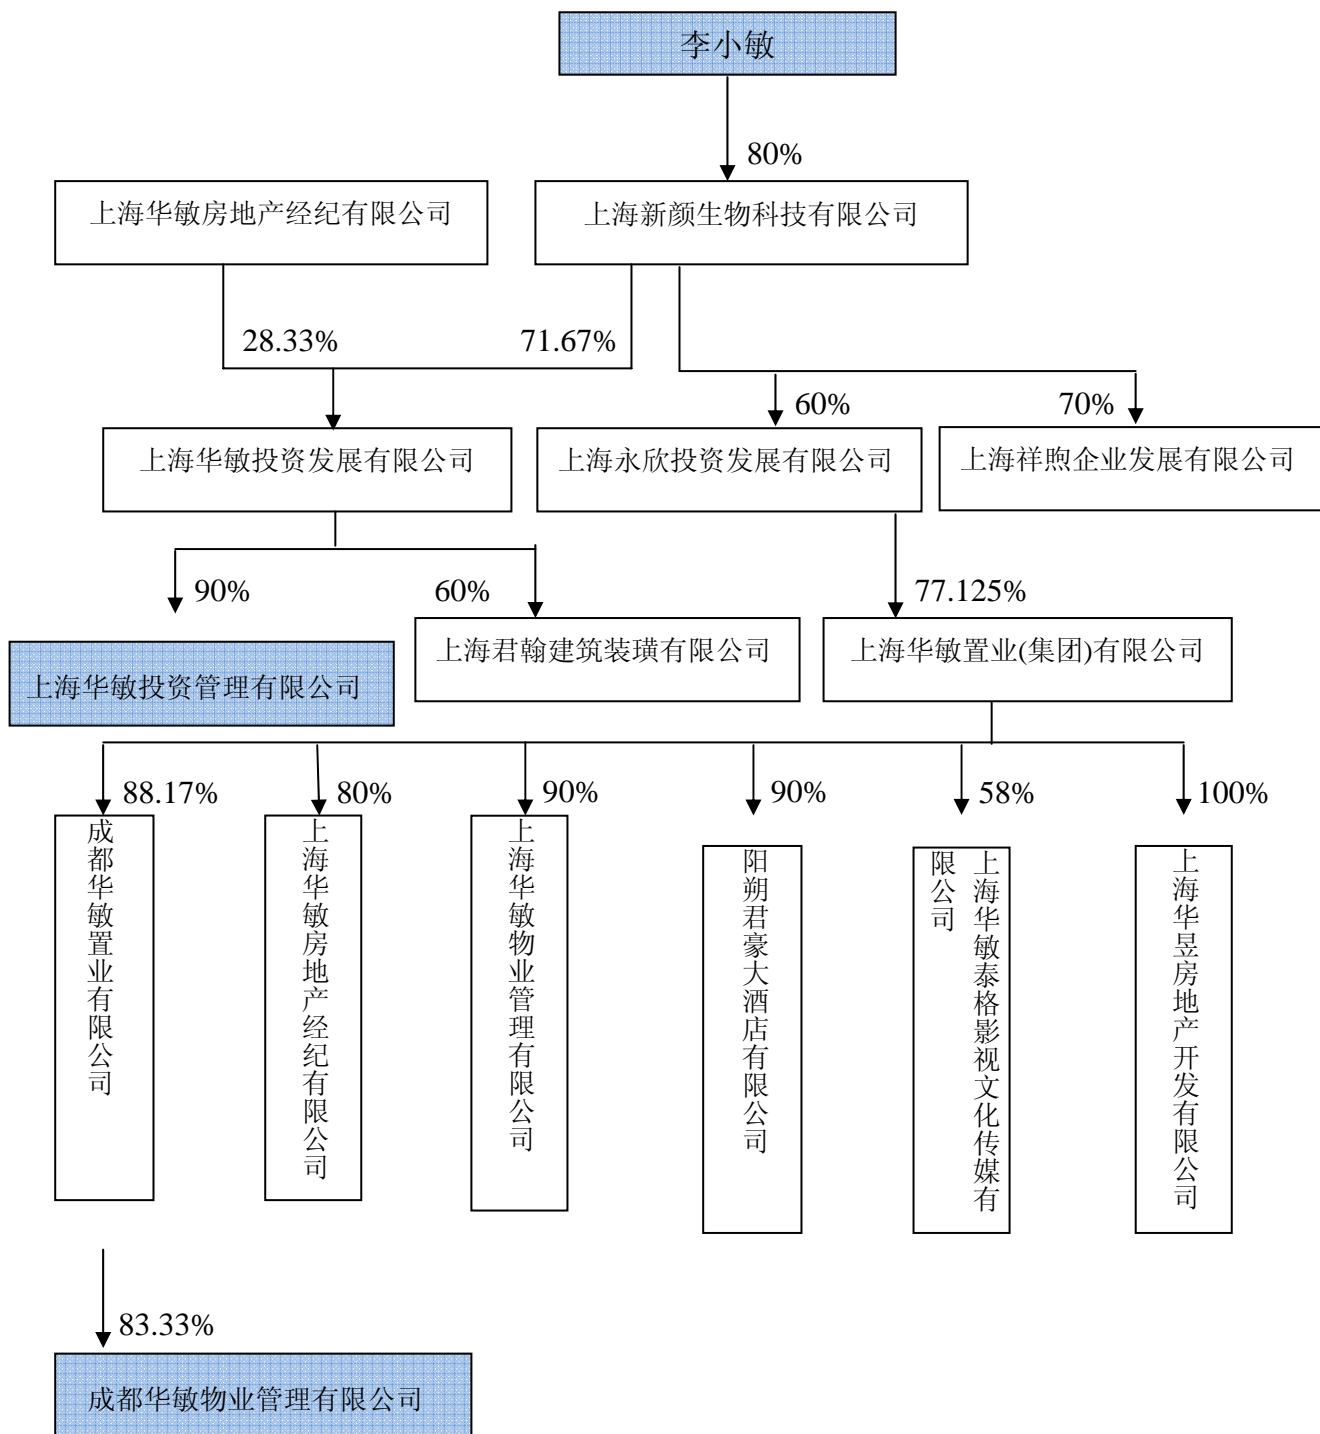 李小敏
80%
上海华敏房地产经纪有限公司
上海新颜生物科技有限公司
28.33%
71.67%
60%
70%
上海华敏投资发展有限公司
上海永欣投资发展有限公司
上海祥煦企业发展有限公司
90%
60%
77.125%
上海华敏投资管理有限公司
上海君翰建筑装璜有限公司
上海华敏置业(集团)有限公司
88.17%
80%
90%
90%
58%
100%
成都华敏置业有限公司
上海华敏房地产经纪有限公司
上海华敏物业管理有限公司
阳朔君豪大酒店有限公司
上海华敏泰格影视文化传媒有
限公司
上海华昱房地产开发有限公司
83.33%
成都华敏物业管理有限公司